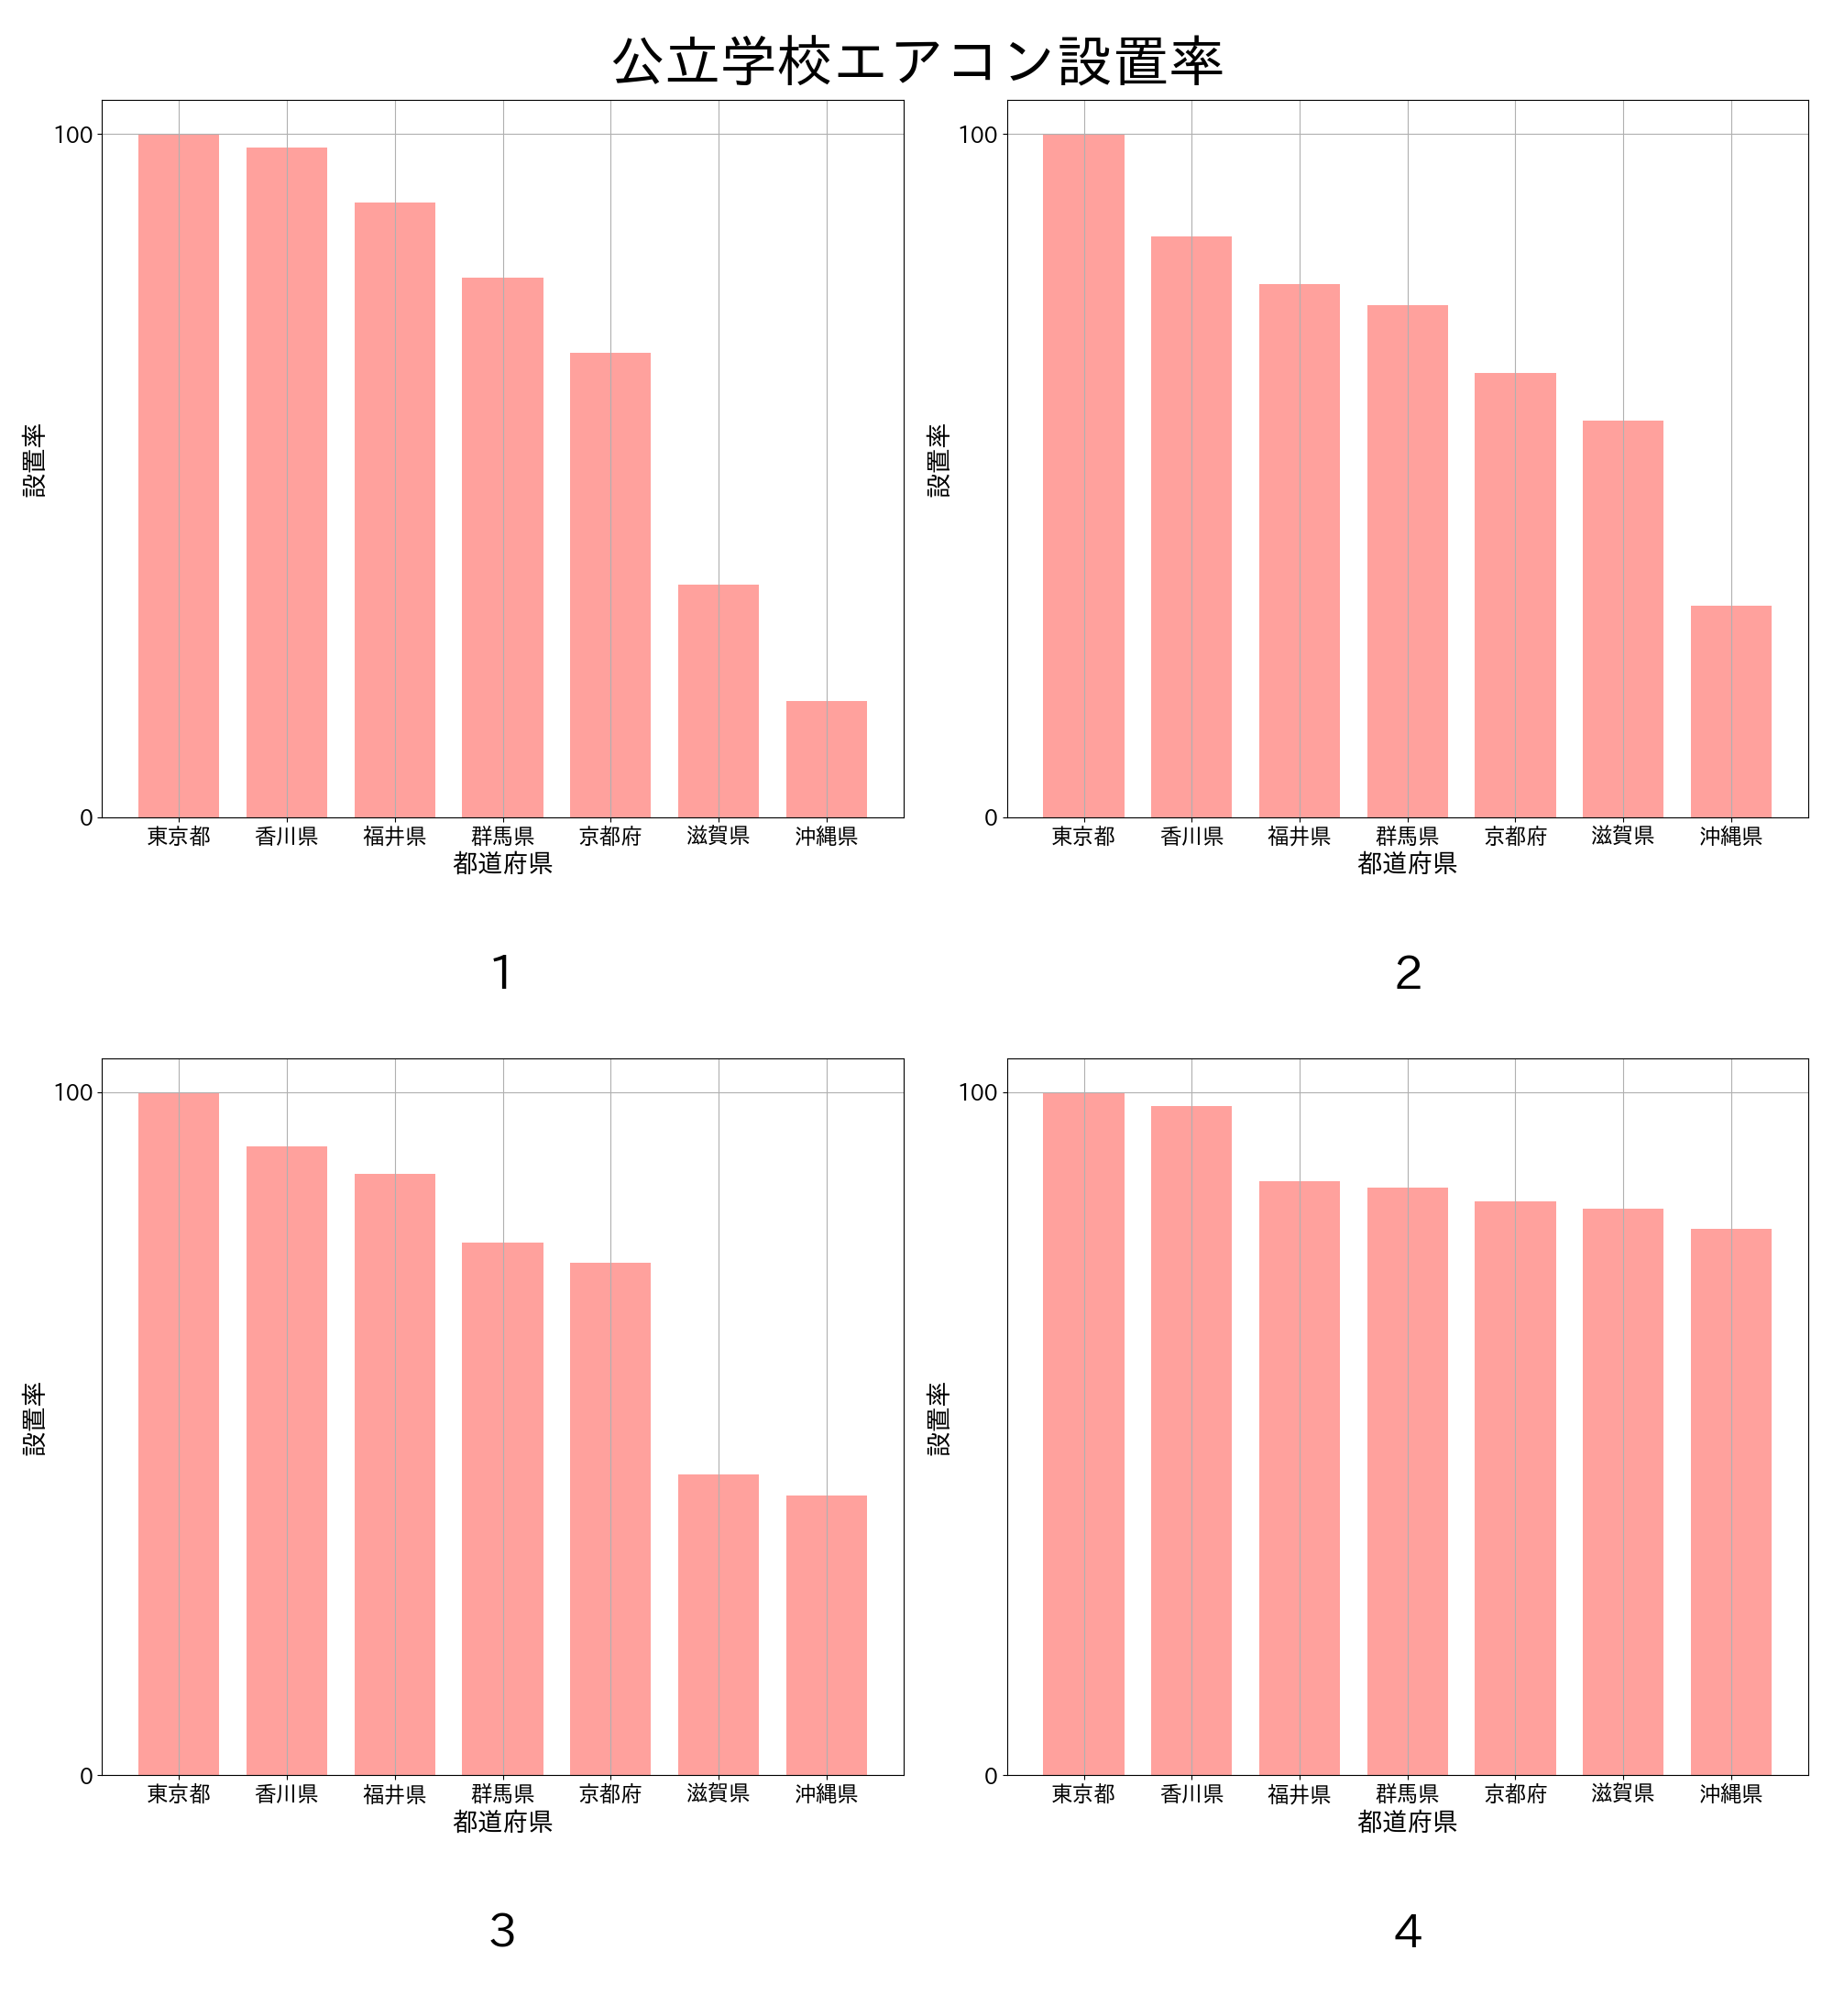 公立学校エアコン設置率
100
0
設置率
東京都 香川県 福井県 群馬県 京都府 滋賀県 沖縄県
都道府県
1
100
0
設置率
東京都 香川県 福井県 群馬県 京都府 滋賀県 沖縄県
都道府県
2
100
0
設置率
東京都 香川県 福井県 群馬県 京都府 滋賀県 沖縄県
都道府県
3
100
0
設置率
東京都 香川県 福井県 群馬県 京都府 滋賀県 沖縄県
都道府県
4